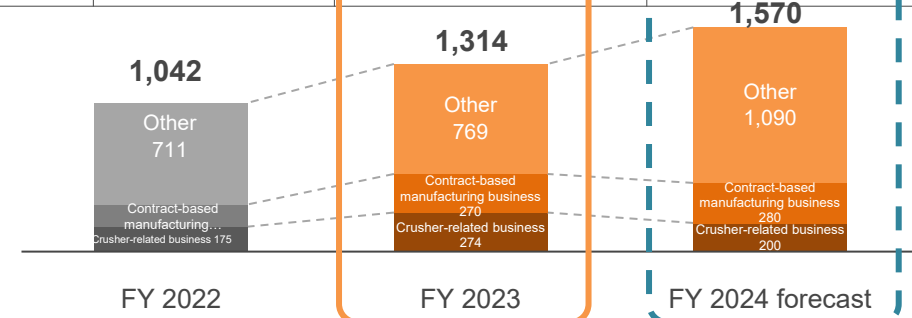 1,042
Other
711
Contract-based
manufacturing…
Crusher-related business 175
FY 2022
1,314
Other
769
Contract-based
manufacturing business
270
Crusher-related business
274
FY 2023
1,570
Other
1,090
Contract-based
manufacturing business
280
Crusher-related business
200
FY 2024 forecast